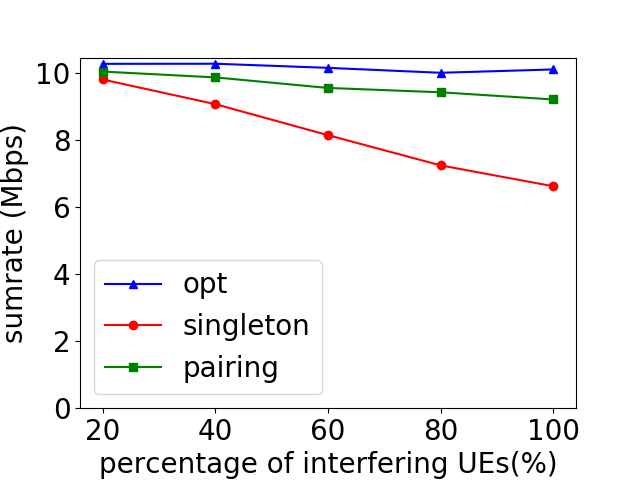 sumrate (Mbps)
10
8
6
4
2
0
opt
singleton
pairing
20 40 60 80 100
percentage of interfering UEs(%)